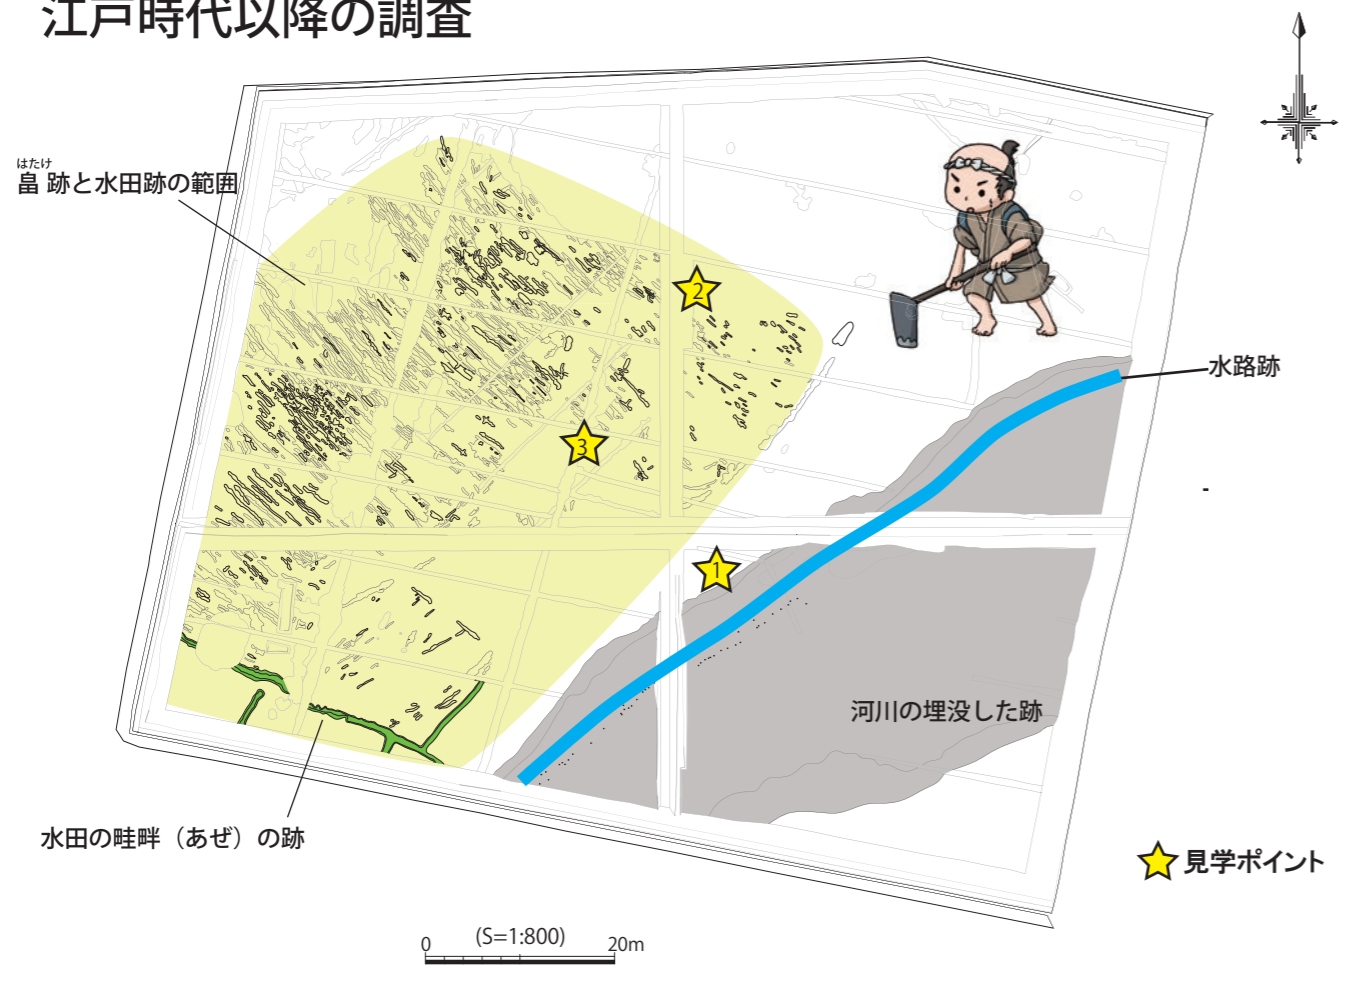 江戸時代以降の調査
はたけ
畠 跡と水田跡の範囲
2
水路跡
3
1
河川の埋没した跡
水田の畦畔（あぜ）の跡
見学ポイント
(S=1:800)
0 20m